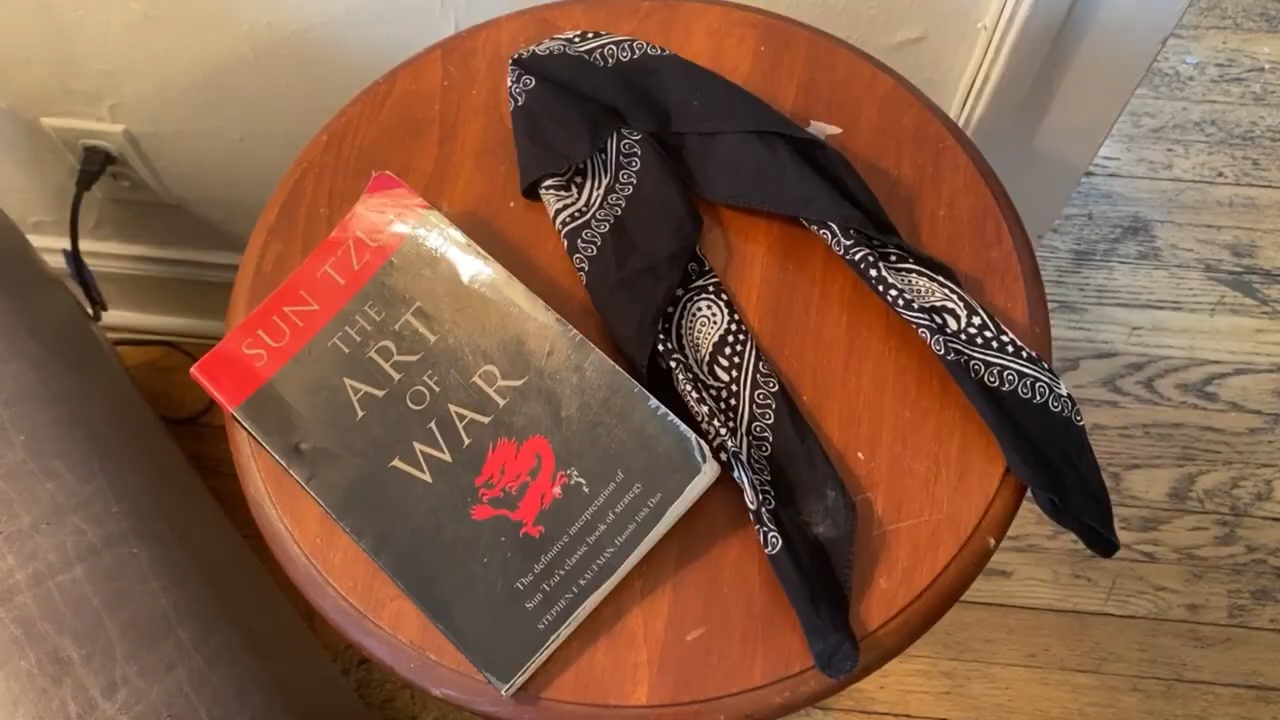 SUN TZU
THE
ART
OF
WAR
The definitive interpretation of
Sun Tzu's classic book of strategy
STEPHEN F. KAUFMAN, Hanshi 10th Dan